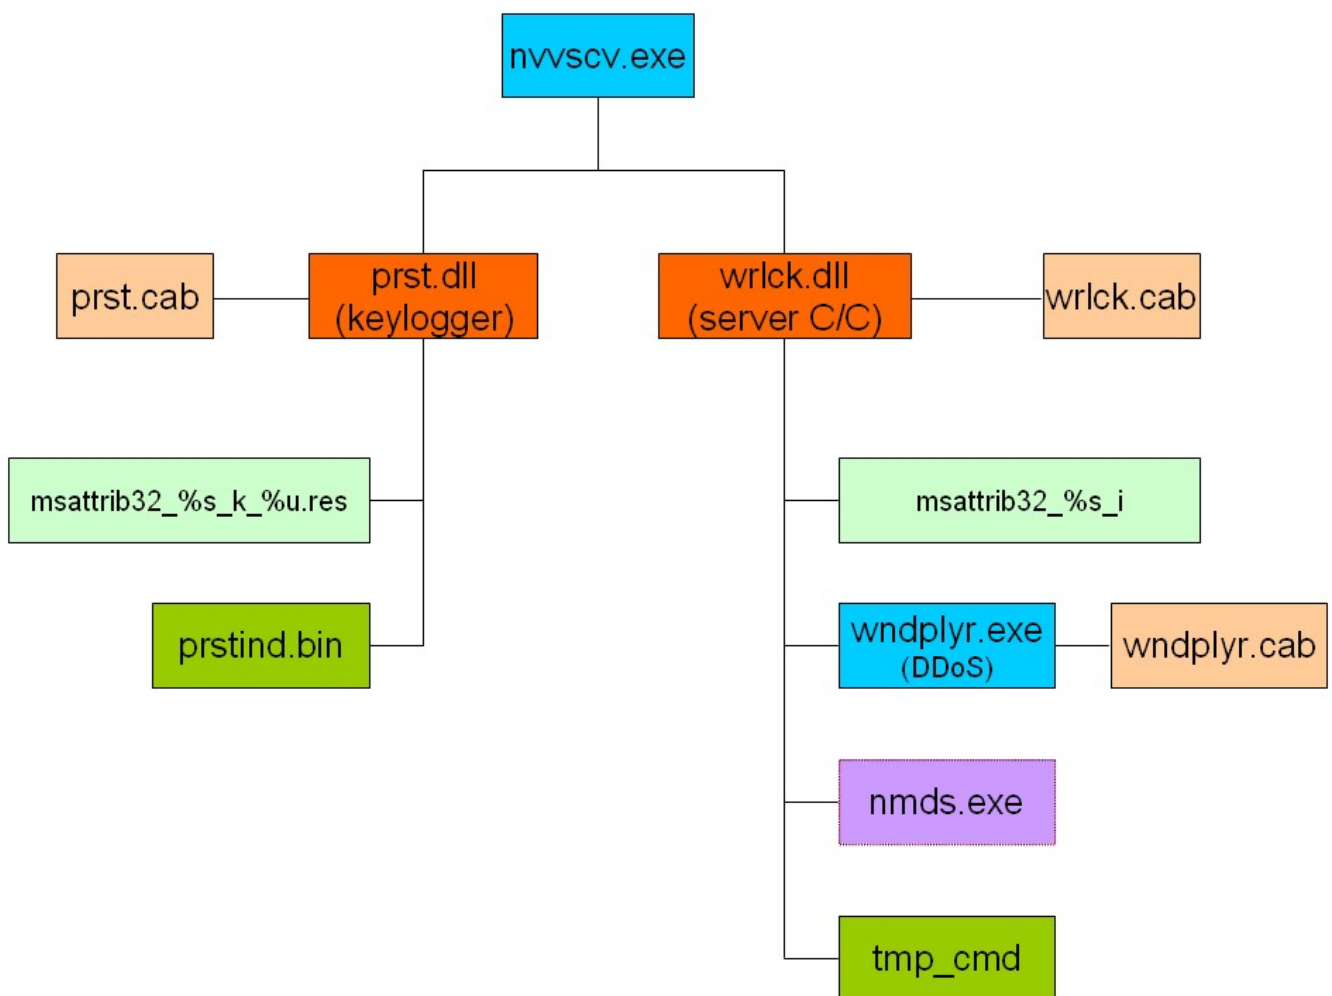 nvvscv.exe
prst.cab
prst.dll
(keylogger)
wrlck.dll
(server C/C)
wrlck.cab
msattrib32_%s_k_%u.res
msattrib32_%s_i
prstind.bin
wndplyr.exe
(DDoS)
wndplyr.cab
nmds.exe
tmp_cmd